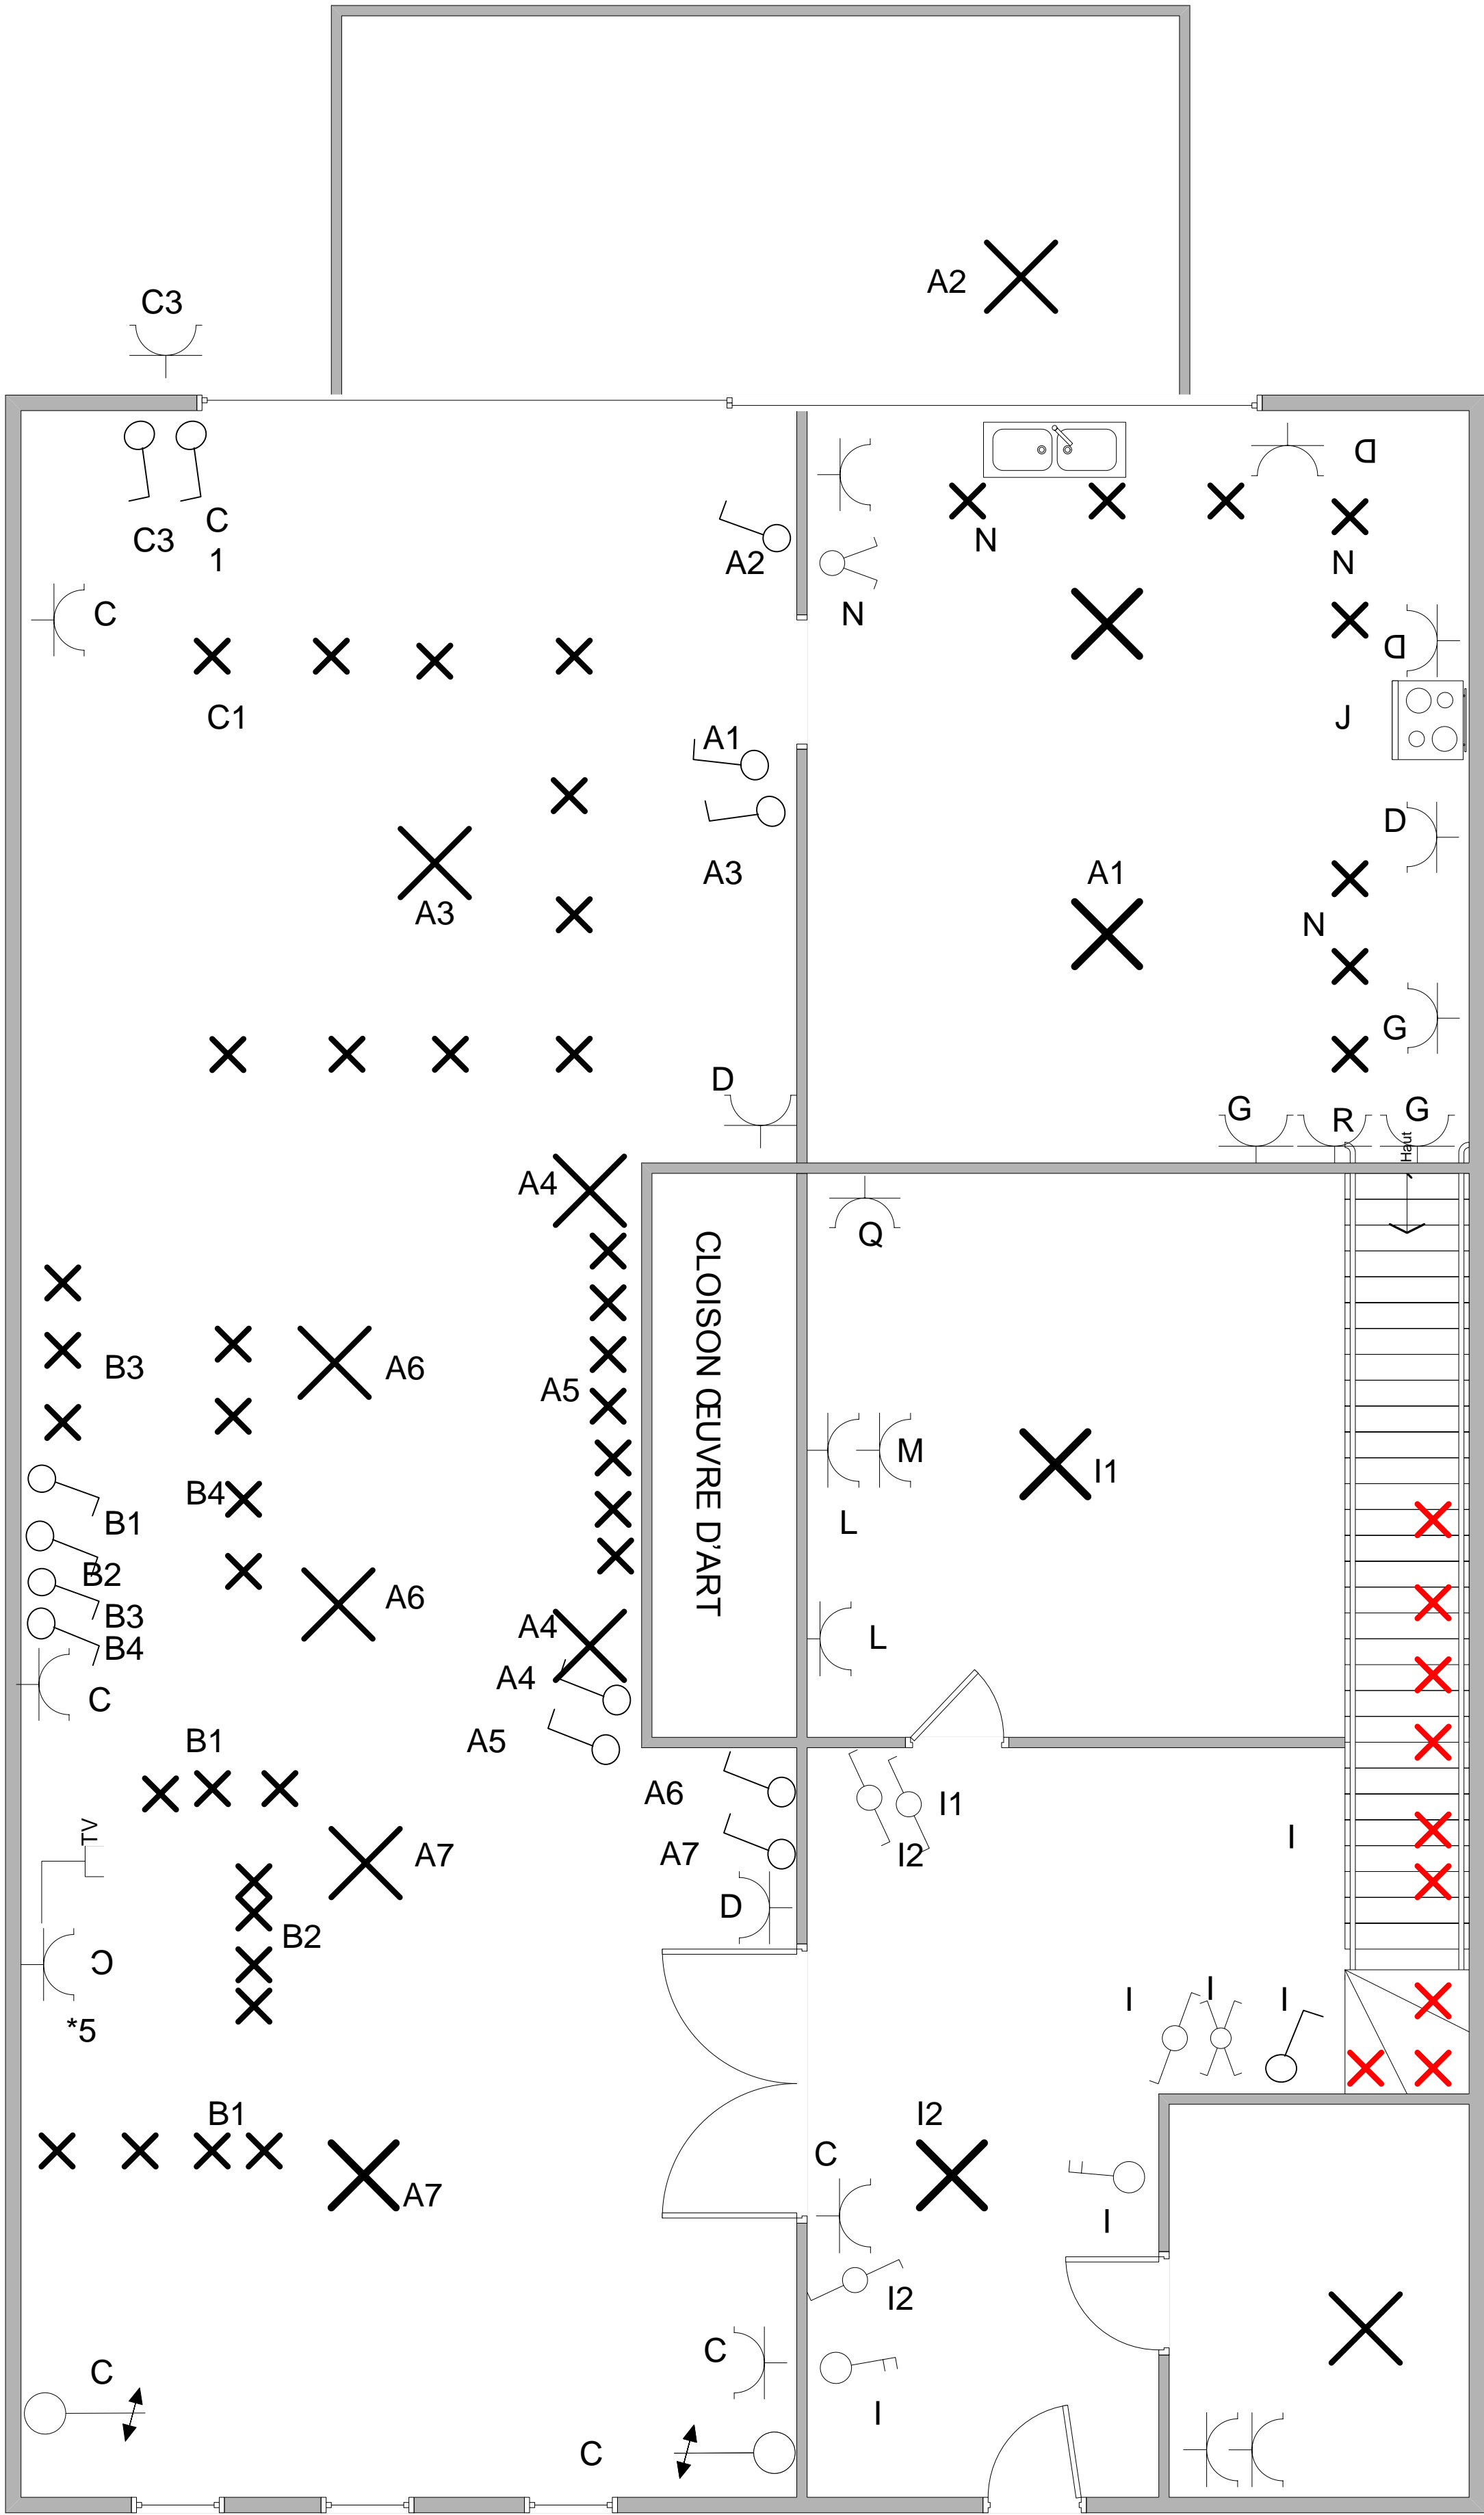 A2
C3
C3
C
1
A2
N
N
D
N
C
D
C1
A1
J
A3
D
A1
A3
N
G
D
G
R
G
Haut
A4
Q
CLOISON ŒUVRE D'ART
B3
A6
A5
M
I1
B4
B1
L
B2
A6
B3
A4
L
B4
C
A4
B1
A5
A6
I1
TV
A7
A7
I2
I
D
B2
C
*5
I
I
I
B1
I2
A7
C
I
I2
C
C
I
C